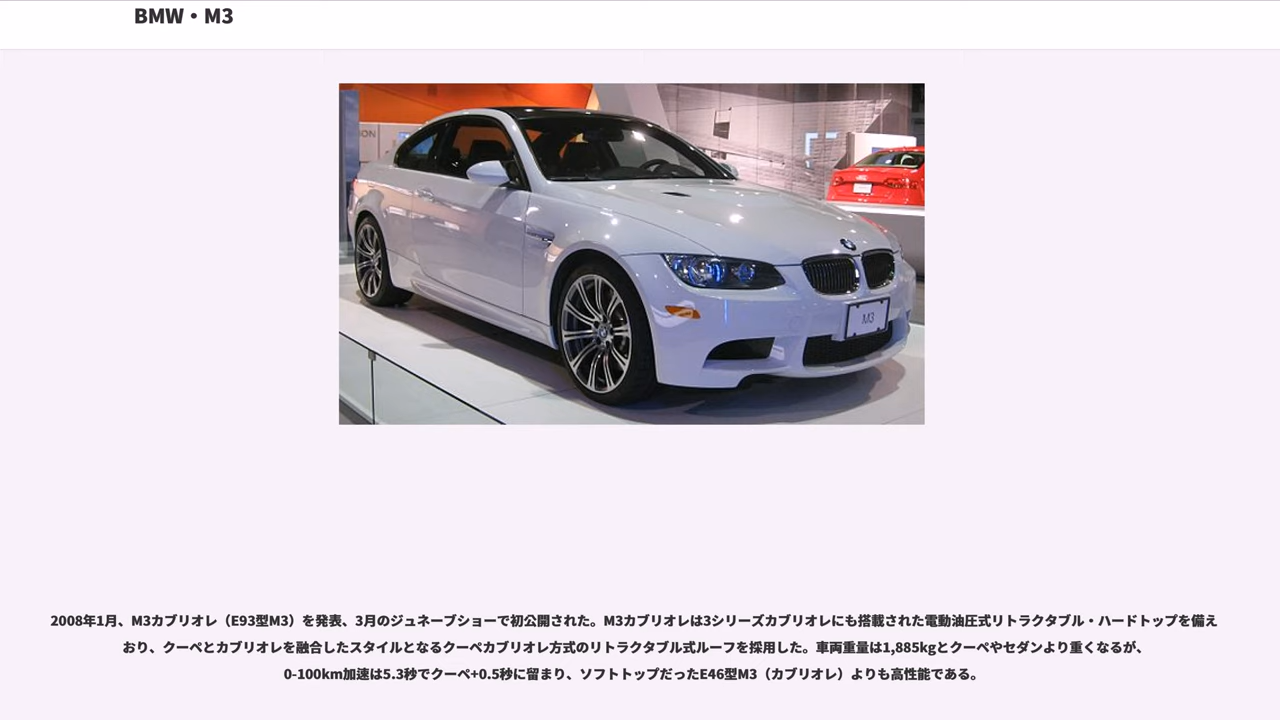 BMW・M3
M3
2008年1月、M3カブリオレ（E93型M3）を発表、3月のジュネーブショーで初公開された。M3カブリオレは3シリーズカブリオレにも搭載された電動油圧式リトラクタブル・ハードトップを備え
おり、クーペとカブリオレを融合したスタイルとなるクーペカブリオレ方式のリトラクタブル式ルーフを採用した。車両重量は1,885kgとクーペやセダンより重くなるが、
0-100km加速は5.3秒でクーペ+0.5秒に留まり、ソフトトップだったE46型M3（カブリオレ）よりも高性能である。